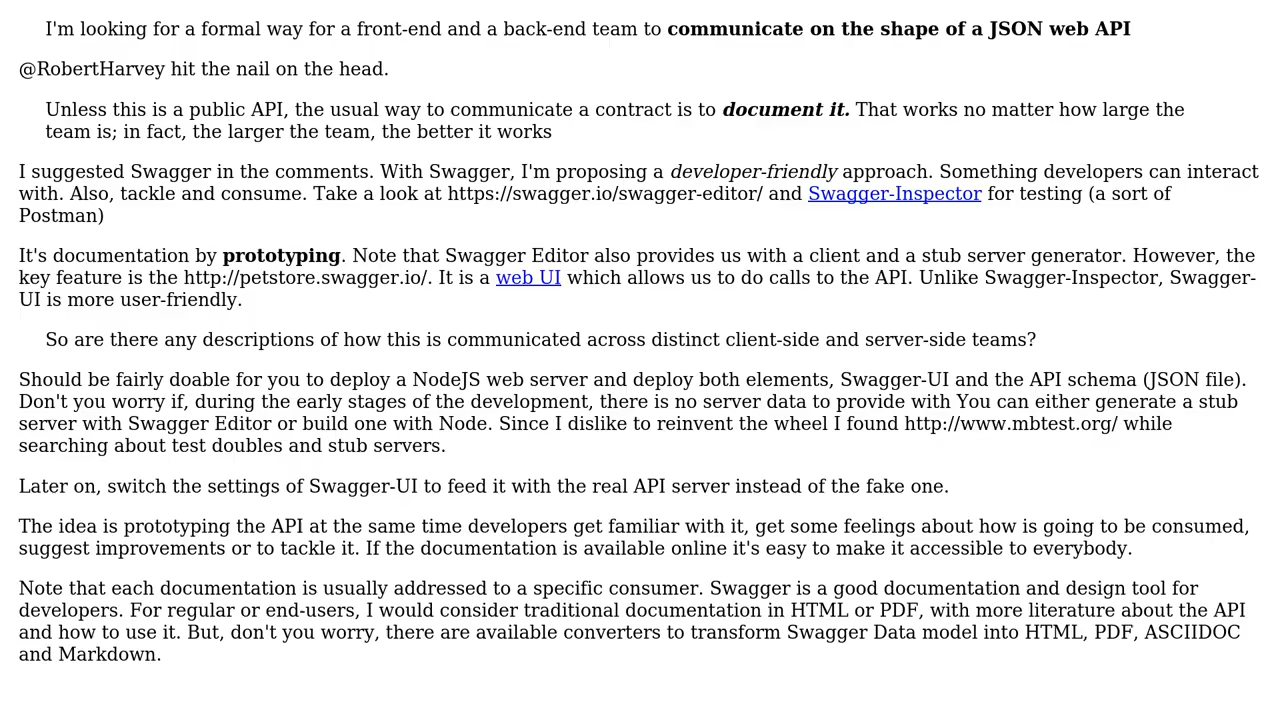 I'm looking for a formal way for a front-end and a back-end team to communicate on the shape of a JSON web API
@RobertHarvey hit the nail on the head.
Unless this is a public API, the usual way to communicate a contract is to document it. That works no matter how large the
team is; in fact, the larger the team, the better it works
I suggested Swagger in the comments. With Swagger, I'm proposing a developer-friendly approach. Something developers can interact
with. Also, tackle and consume. Take a look at https://swagger.io/swagger-editor/ and Swagger-Inspector for testing (a sort of
Postman)
It's documentation by prototyping. Note that Swagger Editor also provides us with a client and a stub server generator. However, the
key feature is the http://petstore.swagger.io/. It is a web UI which allows us to do calls to the API. Unlike Swagger-Inspector, Swagger-
UI is more user-friendly.
So are there any descriptions of how this is communicated across distinct client-side and server-side teams?
Should be fairly doable for you to deploy a NodeJS web server and deploy both elements, Swagger-UI and the API schema (JSON file).
Don't you worry if, during the early stages of the development, there is no server data to provide with You can either generate a stub
server with Swagger Editor or build one with Node. Since I dislike to reinvent the wheel I found http://www.mbtest.org/ while
searching about test doubles and stub servers.
Later on, switch the settings of Swagger-UI to feed it with the real API server instead of the fake one.
The idea is prototyping the API at the same time developers get familiar with it, get some feelings about how is going to be consumed,
suggest improvements or to tackle it. If the documentation is available online it's easy to make it accessible to everybody.
Note that each documentation is usually addressed to a specific consumer. Swagger is a good documentation and design tool for
developers. For regular or end-users, I would consider traditional documentation in HTML or PDF, with more literature about the API
and how to use it. But, don't you worry, there are available converters to transform Swagger Data model into HTML, PDF, ASCIIDOC
and Markdown.